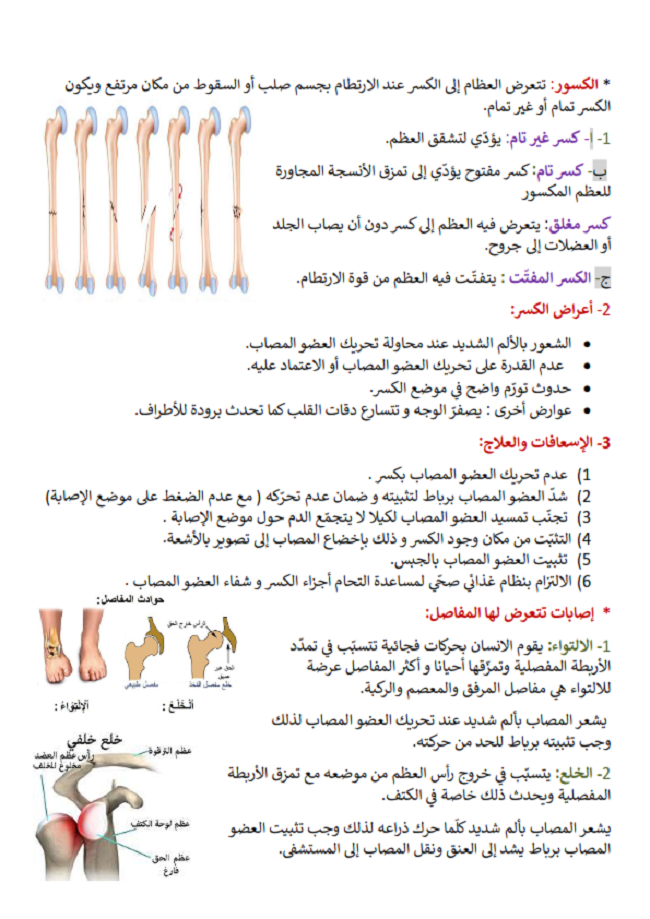 * الكسور: تتعرض العظام إلى الكسر عند الارتطام بجسم صلب أو السقوط من مكان مرتفع ويكون
الكسر تمام أو غير تمام.
1- أ- كسر غير تام: يؤدّي لتشقق العظم.
ب- كسر تام: كسر مفتوح يؤدّي إلى تمزق الأنسجة المجاورة
للعظم المكسور
كسر مغلق: يتعرض فيه العظم إلى كسر دون أن يصاب الجلد
أو العضلات إلى جروح.
ج- الكسر المفتّت : يتفتّت فيه العظم من قوة الارتطام.
2- أعراض الكسر:
● الشعور بالألم الشديد عند محاولة تحريك العضو المصاب.
● عدم القدرة على تحريك العضو المصاب أو الاعتماد عليه.
● حدوث تورّم واضح في موضع الكسر.
● عوارض أخرى : يصفرّ الوجه و تتسارع دقات القلب كما تحدث برودة للأطراف.
3- الإسعافات والعلاج:
1) عدم تحريك العضو المصاب بكسر .
2) شدّ العضو المصاب برباط لتثبيته و ضمان عدم تحرّكه ( مع عدم الضغط على موضع الإصابة)
3) تجنّب تمسيد العضو المصاب لكيلا لا يتجمّع الدم حول موضع الإصابة .
4) التثبّت من مكان وجود الكسر و ذلك بإخضاع المصاب إلى تصوير بالأشعة.
5) تثبيت العضو المصاب بالجبس.
6) الالتزام بنظام غذائي صحّي لمساعدة التحام أجزاء الكسر و شفاء العضو المصاب .
حوادث المفاصل:
* إصابات تتعوض لها المفاصل:
1- الالتواء: يقوم الانسان بحركات فجائية تتسبّب في تمدّد
الأربطة المفصلية وتمزّقها أحيانا و أكثر المفاصل عرضة
للالتواء هي مفاصل المرفق والمعصم والركبة.
يشعر المصاب بألم شديد عند تحريك العضو المصاب لذلك
وجب تثبيته برباط للحد من حركته.
2- الخلع: يتسبّب في خروج رأس العظم من موضعه مع تمزق الأربطة
المفصلية ويحدث ذلك خاصة في الكتف.
يشعر المصاب بألم شديد كلّما حرك ذراعه لذلك وجب تثبيت العضو
المصاب برباط يشد إلى العنق ونقل المصاب إلى المستشفى.
رأس خارج الحق
مفصل طبيعي
خلع مفصل الفخذ
الخلع :
الإلتواء :
خلع خلفي
عظم الترقوة
رأس عظم العضد
مخلوع للخلف
عظم لوحة الكتف
عظم الحق
فارغ